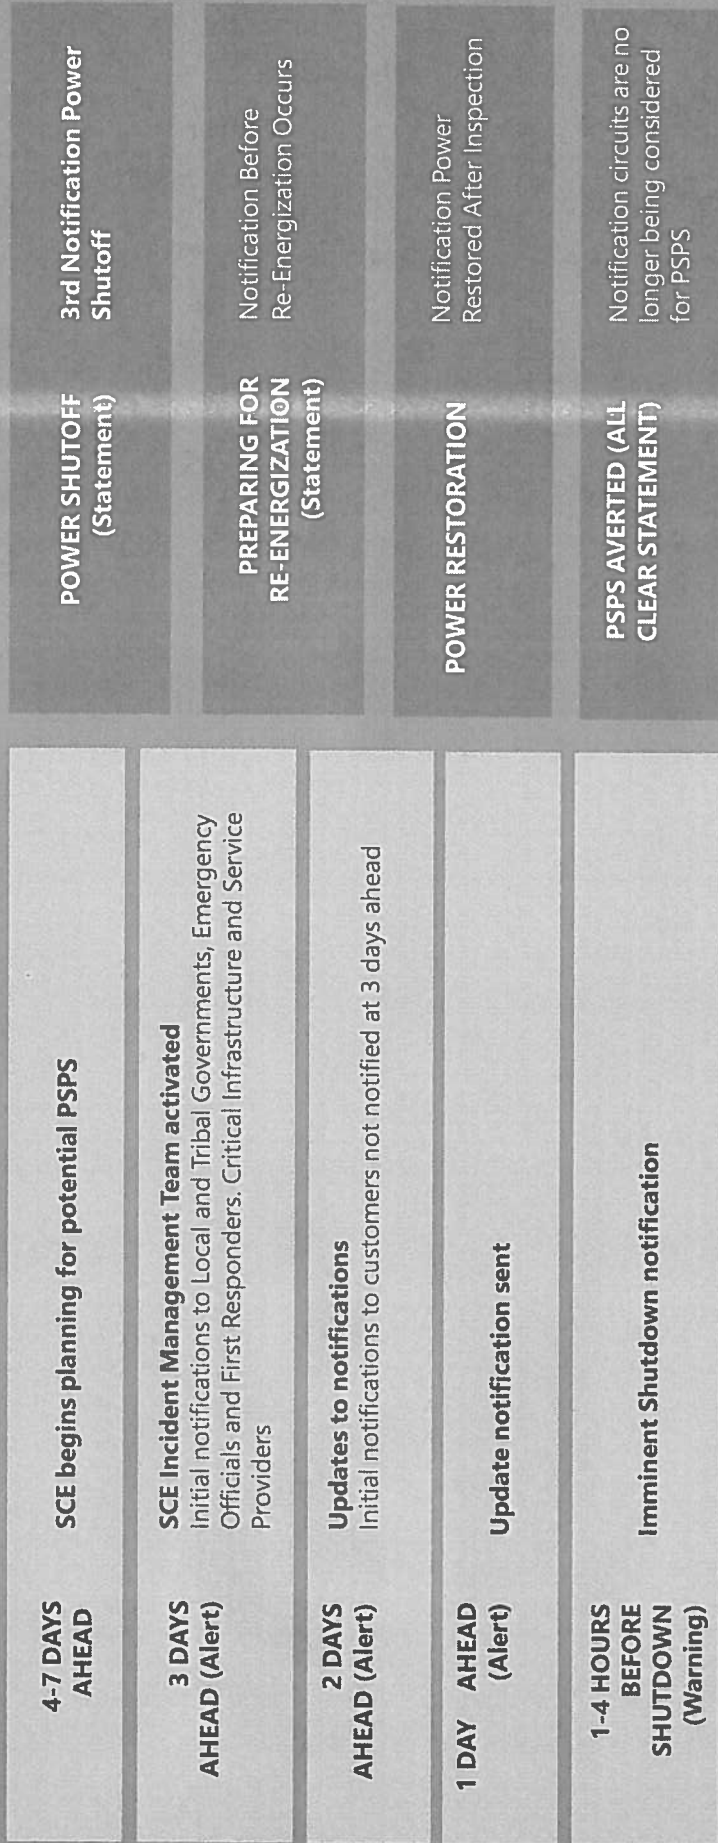 4-7 DAYS
AHEAD
SCE begins planning for potential PSPS
3 DAYS
AHEAD (Alert)
SCE Incident Management Team activated
Initial notifications to Local and Tribal Governments, Emergency
Officials and First Responders. Critical Infrastructure and Service
Providers
2 DAYS
AHEAD (Alert)
Updates to notifications
Initial notifications to customers not notified at 3 days ahead
1 DAY AHEAD
(Alert)
Update notification sent
1-4 HOURS
BEFORE
SHUTDOWN
(Warning)
Imminent Shutdown notification
POWER SHUTOFF
(Statement)
3rd Notification Power
Shutoff
PREPARING FOR
RE-ENERGIZATION
(Statement)
Notification Before
Re-Energization Occurs
POWER RESTORATION
Notification Power
Restored After Inspection
PSPS AVERTED (ALL
CLEAR STATEMENT)
Notification circuits are no
longer being considered
for PSPS